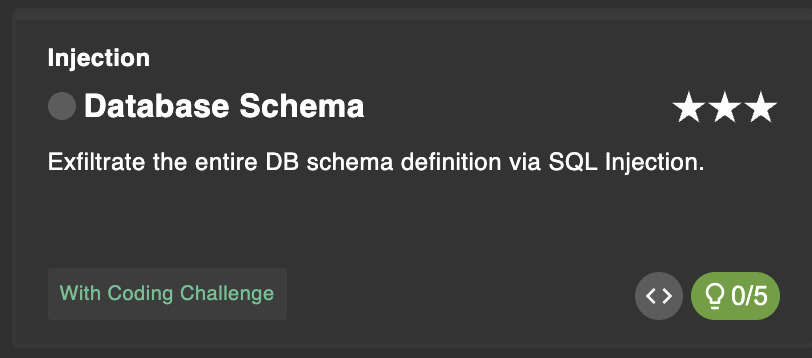 Injection
Database Schema
Exfiltrate the entire DB schema definition via SQL Injection.
With Coding Challenge
<> 0/5